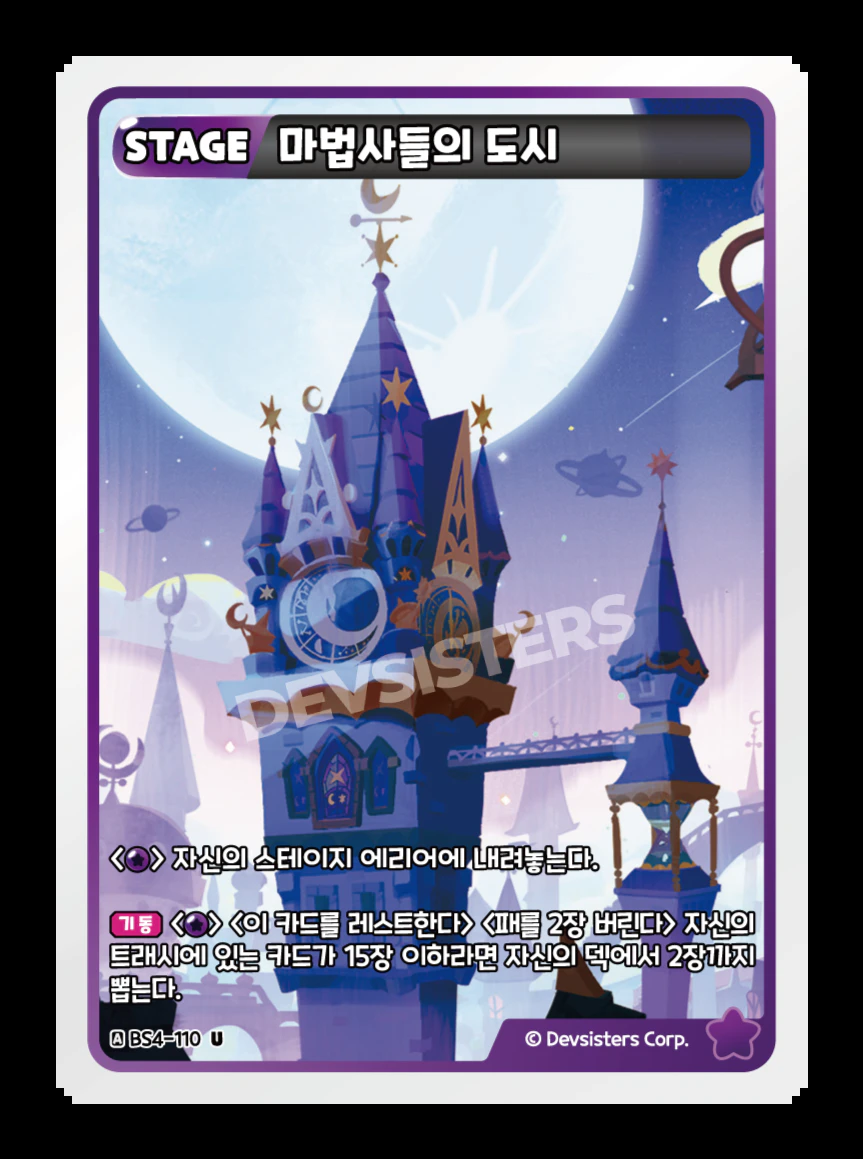 STAGE 마법사들의 도시
DEVSISTERS
<●> 자신의 스테이지 에리어에 내려놓는다.
기동 <●> <이 카드를 레스트한다> <패를 2장 버린다> 자신의
트래시에 있는 카드가 15장 이하라면 자신의 덱에서 2장까지
뽑는다.
A BS4-110 U
© Devsisters Corp.